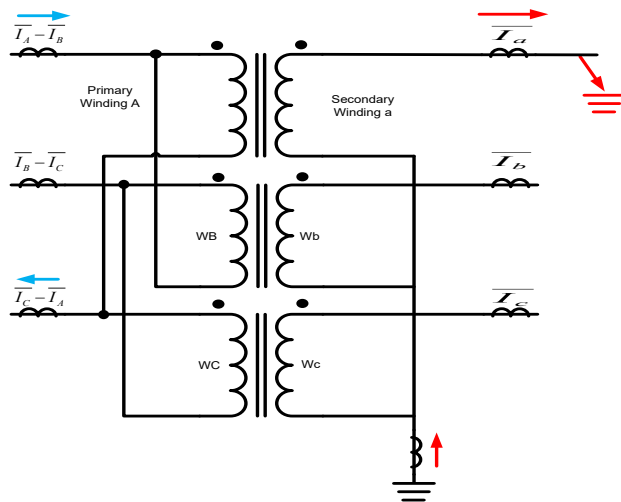 I_A – I_B
I_a
Primary
Winding A
Secondary
Winding a
I_B – I_C
I_b
WB
Wb
I_C – I_A
I_c
WC
Wc